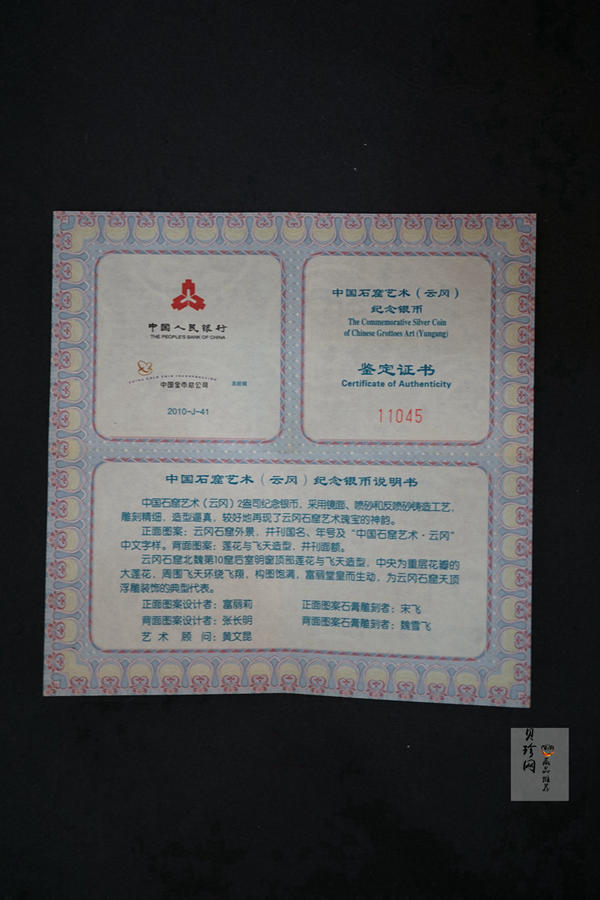 中国人民银行
THE PEOPLE'S BANK OF CHINA
CHINA GOLD COIN INCORPORATION
中国金币总公司
2010-J-41
中国石窟艺术（云冈）
纪念银币
The Commemorative Silver Coin
of Chinese Grottoes Art (Yungang)
鉴定证书
Certificate of Authenticity
11045
中国石窟艺术（云冈）纪念银币说明书
中国石窟艺术（云冈）2盎司纪念银币，采用镜面、喷砂和反喷砂铸造工艺，
雕刻精细，造型逼真，较好地再现了云冈石窟艺术瑰宝的神韵。
正面图案：云冈石窟外景，并刊国名、年号及“中国石窟艺术·云冈”
中文字样。背面图案：莲花与飞天造型，并刊面额。
云冈石窟北魏第10窟后室明窗顶部莲花与飞天造型，中央为重层花瓣的
大莲花，周围飞天环绕飞翔，构图饱满，富丽堂皇而生动，为云冈石窟天顶
浮雕装饰的典型代表。
正面图案设计者：富丽莉 正面图案石膏雕刻者：宋飞
背面图案设计者：张长明 背面图案石膏雕刻者：魏雪飞
艺术顾问：黄文昆
贝珍网
藏品推荐